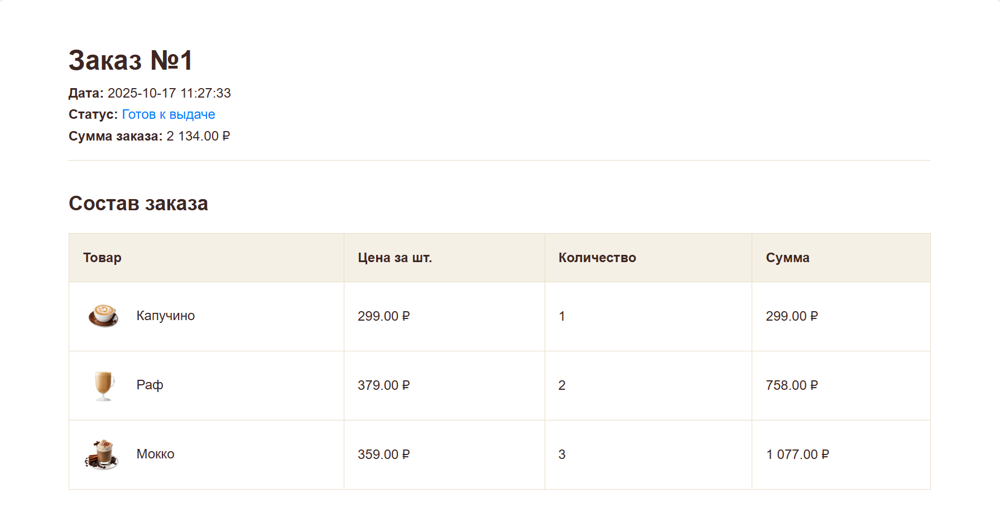 Заказ №1
Дата: 2025-10-17 11:27:33
Статус: Готов к выдаче
Сумма заказа: 2 134.00 ₽
Состав заказа
Товар Цена за шт. Количество Сумма
Капучино 299.00 ₽ 1 299.00 ₽
Раф 379.00 ₽ 2 758.00 ₽
Мокко 359.00 ₽ 3 1 077.00 ₽